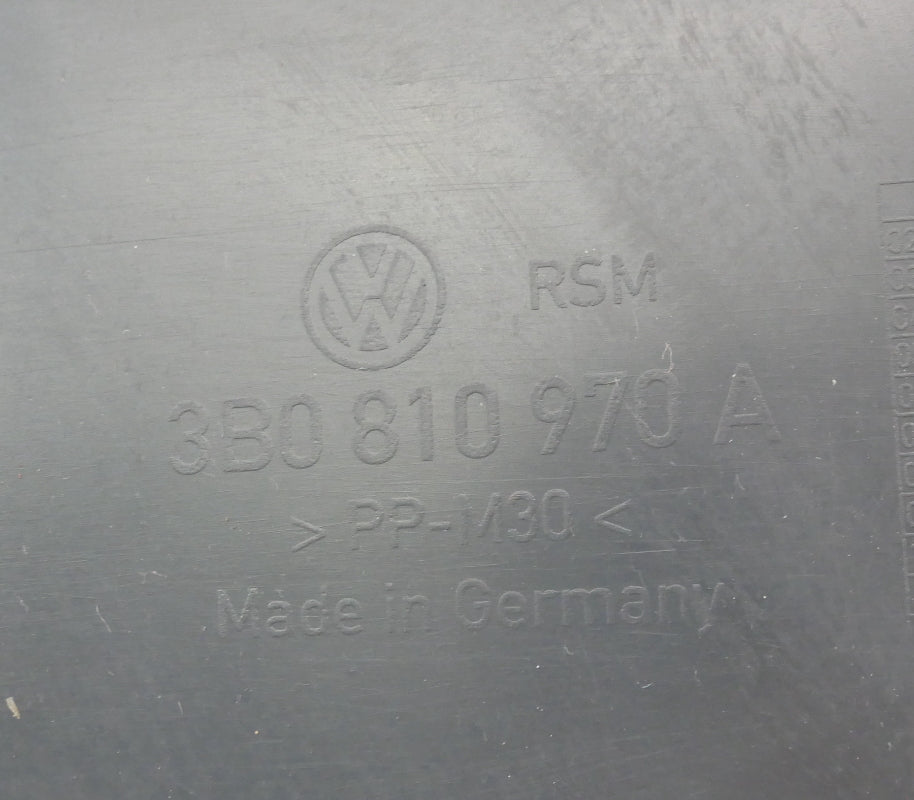 RSM
3B0 810 970 A
> PP-M30 <
Made in Germany